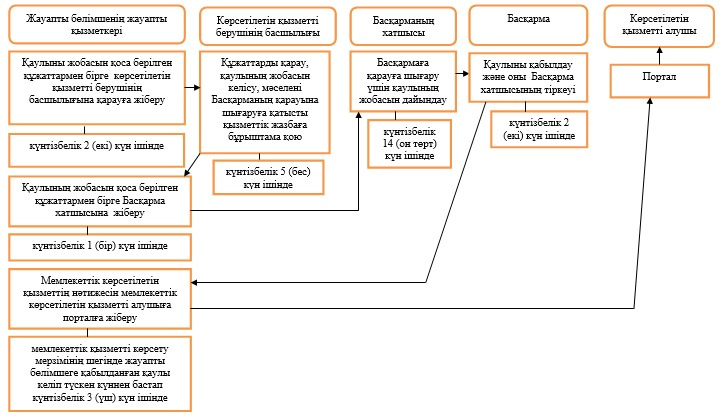 Жауапты бөлімшенің жауапты
қызметкері
Көрсетілетін қызметті
берушінің басшылығы
Басқарманың
хатшысы
Басқарма
Көрсетілетін
қызметті алушы
Қаулыны жобасын қоса берілген
құжаттармен бірге көрсетілетін
қызметті берушінің
басшылығына қарауға жіберу
күнтізбелік 2 (екі) күн ішінде
Құжаттарды қарау,
қаулының жобасын
келісу, мәселені
Басқарманың қарауына
шығаруға қатысты
қызметтік жазбаға
бұрыштама қою
күнтізбелік 5 (бес)
күн ішінде
Басқармаға
қарауға шығару
үшін қаулының
жобасын дайындау
күнтізбелік
14 (он төрт)
күн ішінде
Қаулыны қабылдау
және оны Басқарма
хатшысының тіркеуі
күнтізбелік 2
(екі) күн ішінде
Портал
Қаулының жобасын қоса берілген
құжаттармен бірге Басқарма
хатшысына жіберу
күнтізбелік 1 (бір) күн ішінде
Мемлекеттік көрсетілетін
қызметтің нәтижесін мемлекеттік
көрсетілетін қызметті алушыға
порталға жіберу
мемлекеттік қызметті көрсету
мерзімінің шегінде жауапты
бөлімшеге қабылданған қаулы
келіп түскен күннен бастап
күнтізбелік 3 (үш) күн ішінде